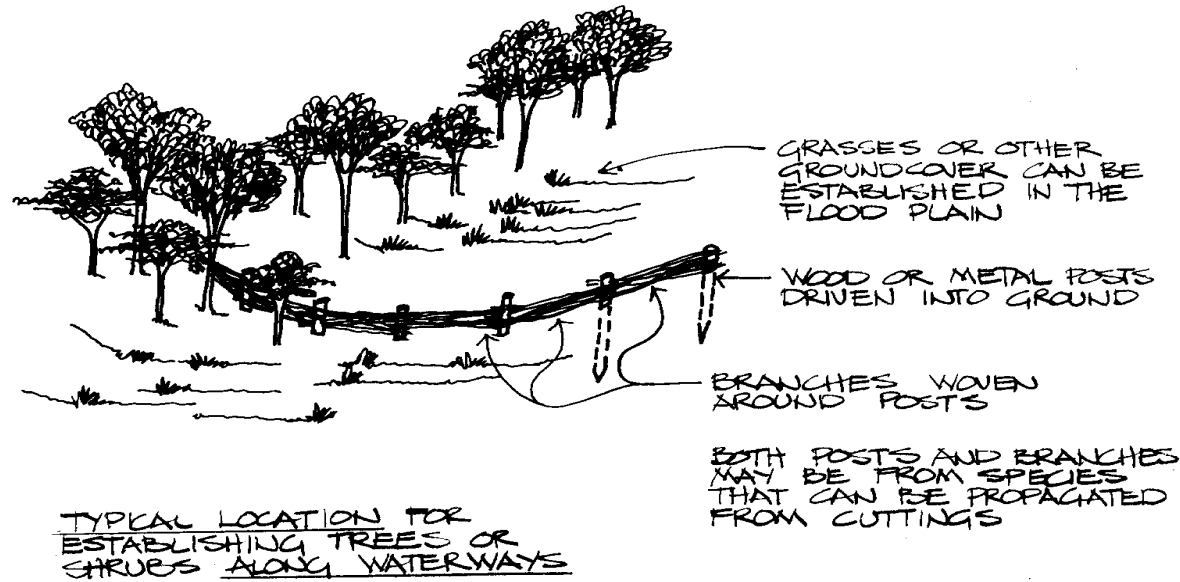 GRASSES OR OTHER
GROUNDCOVER CAN BE
ESTABLISHED IN THE
FLOOD PLAIN
WOOD OR METAL POSTS
DRIVEN INTO GROUND
BRANCHES WOVEN
AROUND POSTS
BOTH POSTS AND BRANCHES
MAY BE FROM SPECIES
THAT CAN BE PROPAGATED
FROM CUTTINGS
TYPICAL LOCATION FOR
ESTABLISHING TREES OR
SHRUBS ALONG WATERWAYS